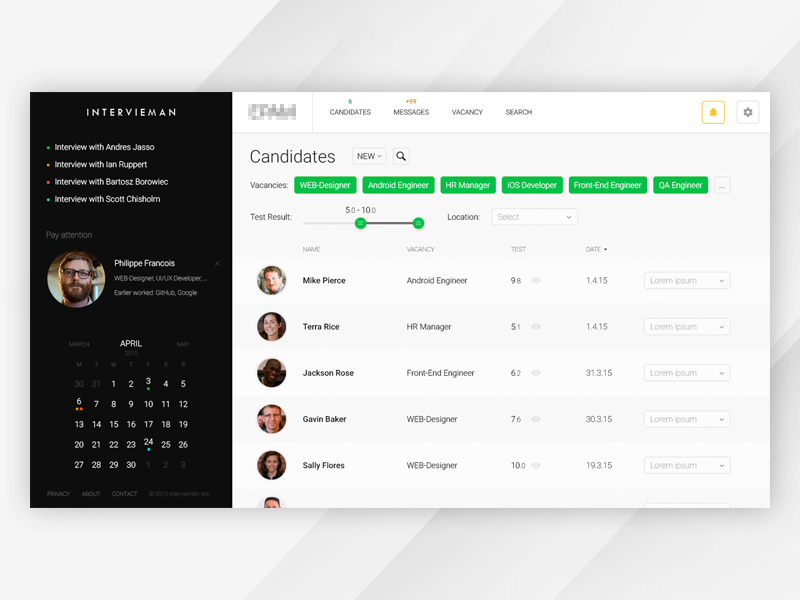 INTERVIEMAN
Interview with Andres Jasso
Interview with Ian Ruppert
Interview with Bartosz Borowiec
Interview with Scott Chisholm
Pay attention
Philippe Francois
WEB-Designer, UI/UX Developer, ...
Earlier worked: GitHub, Google
MARCH APRIL MAY
2015
M T W T F S S
30 31 1 2 3 4 5
6 7 8 9 10 11 12
13 14 15 16 17 18 19
20 21 22 23 24 25 26
27 28 29 30 1 2 3
PRIVACY ABOUT CONTACT © 2015 Intervieman, Inc.
6 +99
CANDIDATES MESSAGES VACANCY SEARCH
Candidates NEW
Vacancies: WEB-Designer Android Engineer HR Manager iOS Developer Front-End Engineer QA Engineer ...
Test Result: 5.0 - 10.0 Location: Select
NAME VACANCY TEST DATE
Mike Pierce Android Engineer 9.8 1.4.15 Lorem ipsum
Terra Rice HR Manager 5.1 1.4.15 Lorem ipsum
Jackson Rose Front-End Engineer 6.2 31.3.15 Lorem ipsum
Gavin Baker WEB-Designer 7.6 30.3.15 Lorem ipsum
Sally Flores WEB-Designer 10.0 19.3.15 Lorem ipsum